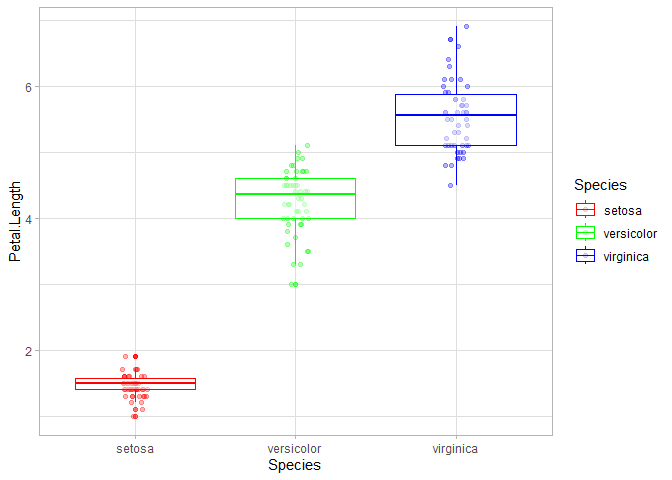 Petal.Length
6
4
2
setosa
versicolor
virginica
Species
Species
setosa
versicolor
virginica